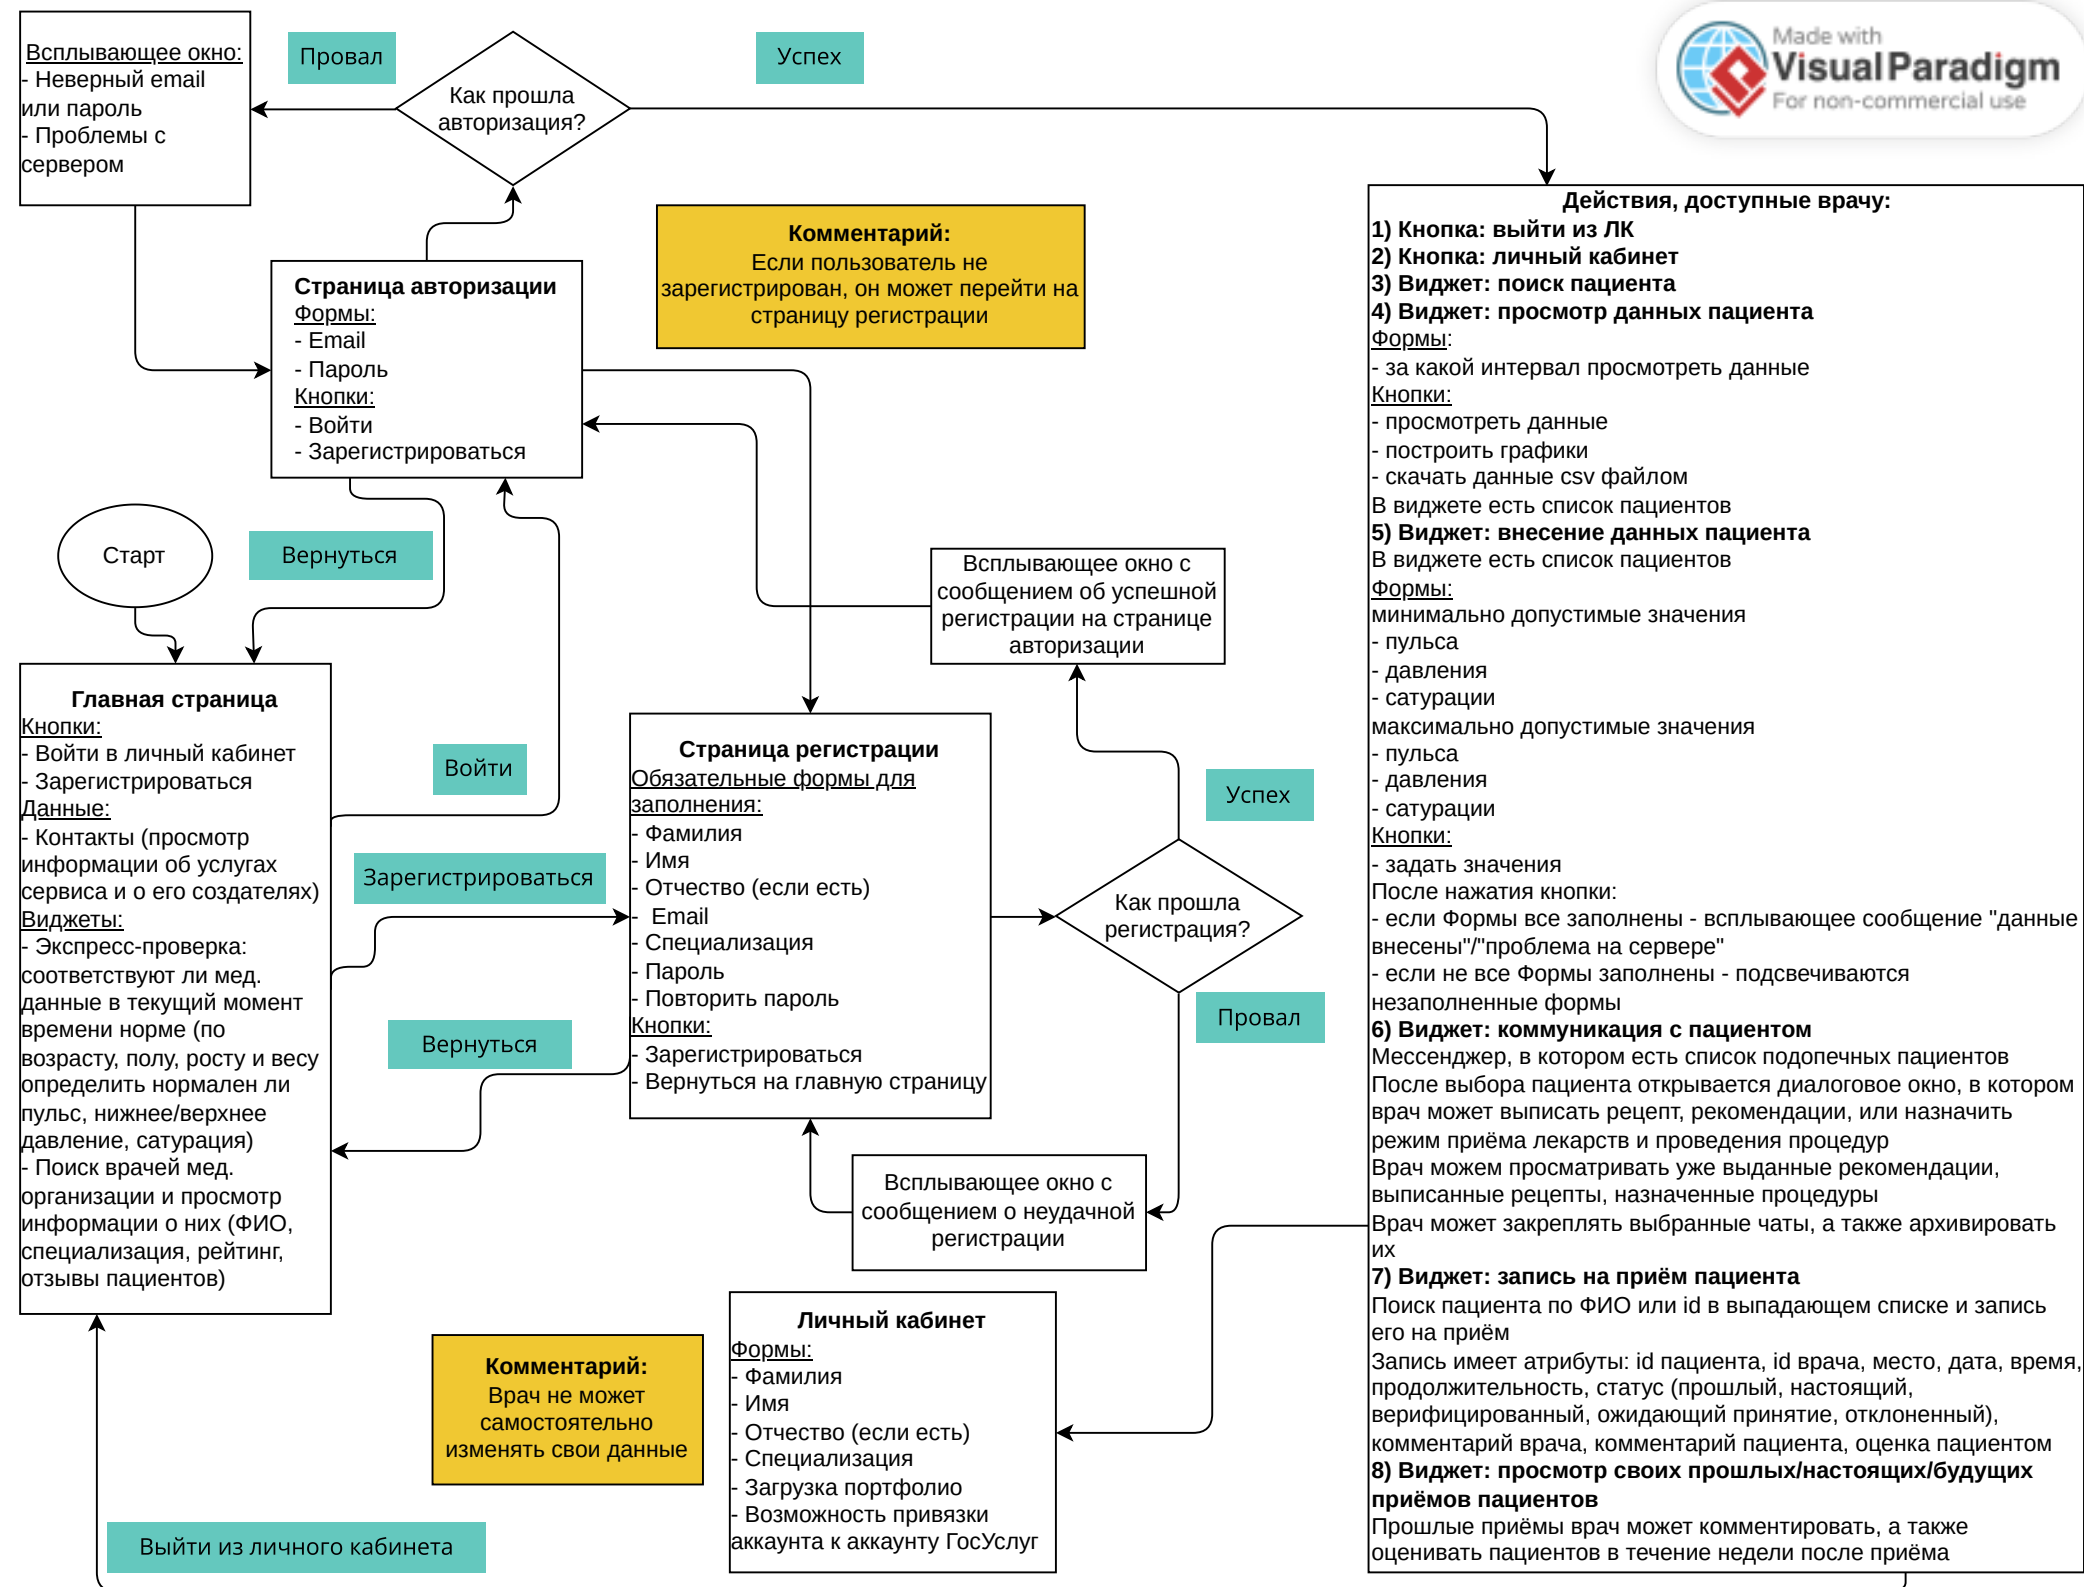 Всплывающее окно:
- Неверный email
или пароль
- Проблемы с
сервером
Провал
Как прошла
авторизация?
Успех
Made with
Visual Paradigm
For non-commercial use
Страница авторизации
Формы:
- Email
- Пароль
Кнопки:
- Войти
- Зарегистрироваться
Комментарий:
Если пользователь не
зарегистрирован, он может перейти на
страницу регистрации
Старт
Вернуться
Главная страница
Кнопки:
- Войти в личный кабинет
- Зарегистрироваться
Данные:
- Контакты (просмотр
информации об услугах
сервиса и о его создателях)
Виджеты:
- Экспресс-проверка:
соответствуют ли мед.
данные в текущий момент
времени норме (по
возрасту, полу, росту и весу
определить нормален ли
пульс, нижнее/верхнее
давление, сатурация)
- Поиск врачей мед.
организации и просмотр
информации о них (ФИО,
специализация, рейтинг,
отзывы пациентов)
Войти
Зарегистрироваться
Вернуться
Страница регистрации
Обязательные формы для
заполнения:
- Фамилия
- Имя
- Отчество (если есть)
-  Email
- Специализация
- Пароль
- Повторить пароль
Кнопки:
- Зарегистрироваться
- Вернуться на главную страницу
Всплывающее окно с
сообщением об успешной
регистрации на странице
авторизации
Успех
Как прошла
регистрация?
Провал
Всплывающее окно с
сообщением о неудачной
регистрации
Комментарий:
Врач не может
самостоятельно
изменять свои данные
Выйти из личного кабинета
Личный кабинет
Формы:
- Фамилия
- Имя
- Отчество (если есть)
- Специализация
- Загрузка портфолио
- Возможность привязки
аккаунта к аккаунту ГосУслуг
Действия, доступные врачу:
1) Кнопка: выйти из ЛК
2) Кнопка: личный кабинет
3) Виджет: поиск пациента
4) Виджет: просмотр данных пациента
Формы:
- за какой интервал просмотреть данные
Кнопки:
- просмотреть данные
- построить графики
- скачать данные csv файлом
В виджете есть список пациентов
5) Виджет: внесение данных пациента
В виджете есть список пациентов
Формы:
минимально допустимые значения
- пульса
- давления
- сатурации
максимально допустимые значения
- пульса
- давления
- сатурации
Кнопки:
- задать значения
После нажатия кнопки:
- если Формы все заполнены - всплывающее сообщение "данные
внесены"/"проблема на сервере"
- если не все Формы заполнены - подсвечиваются
незаполненные формы
6) Виджет: коммуникация с пациентом
Мессенджер, в котором есть список подопечных пациентов
После выбора пациента открывается диалоговое окно, в котором
врач может выписать рецепт, рекомендации, или назначить
режим приёма лекарств и проведения процедур
Врач можем просматривать уже выданные рекомендации,
выписанные рецепты, назначенные процедуры
Врач может закреплять выбранные чаты, а также архивировать
их
7) Виджет: запись на приём пациента
Поиск пациента по ФИО или id в выпадающем списке и запись
его на приём
Запись имеет атрибуты: id пациента, id врача, место, дата, время,
продолжительность, статус (прошлый, настоящий,
верифицированный, ожидающий принятие, отклоненный),
комментарий врача, комментарий пациента, оценка пациентом
8) Виджет: просмотр своих прошлых/настоящих/будущих
приёмов пациентов
Прошлые приёмы врач может комментировать, а также
оценивать пациентов в течение недели после приёма